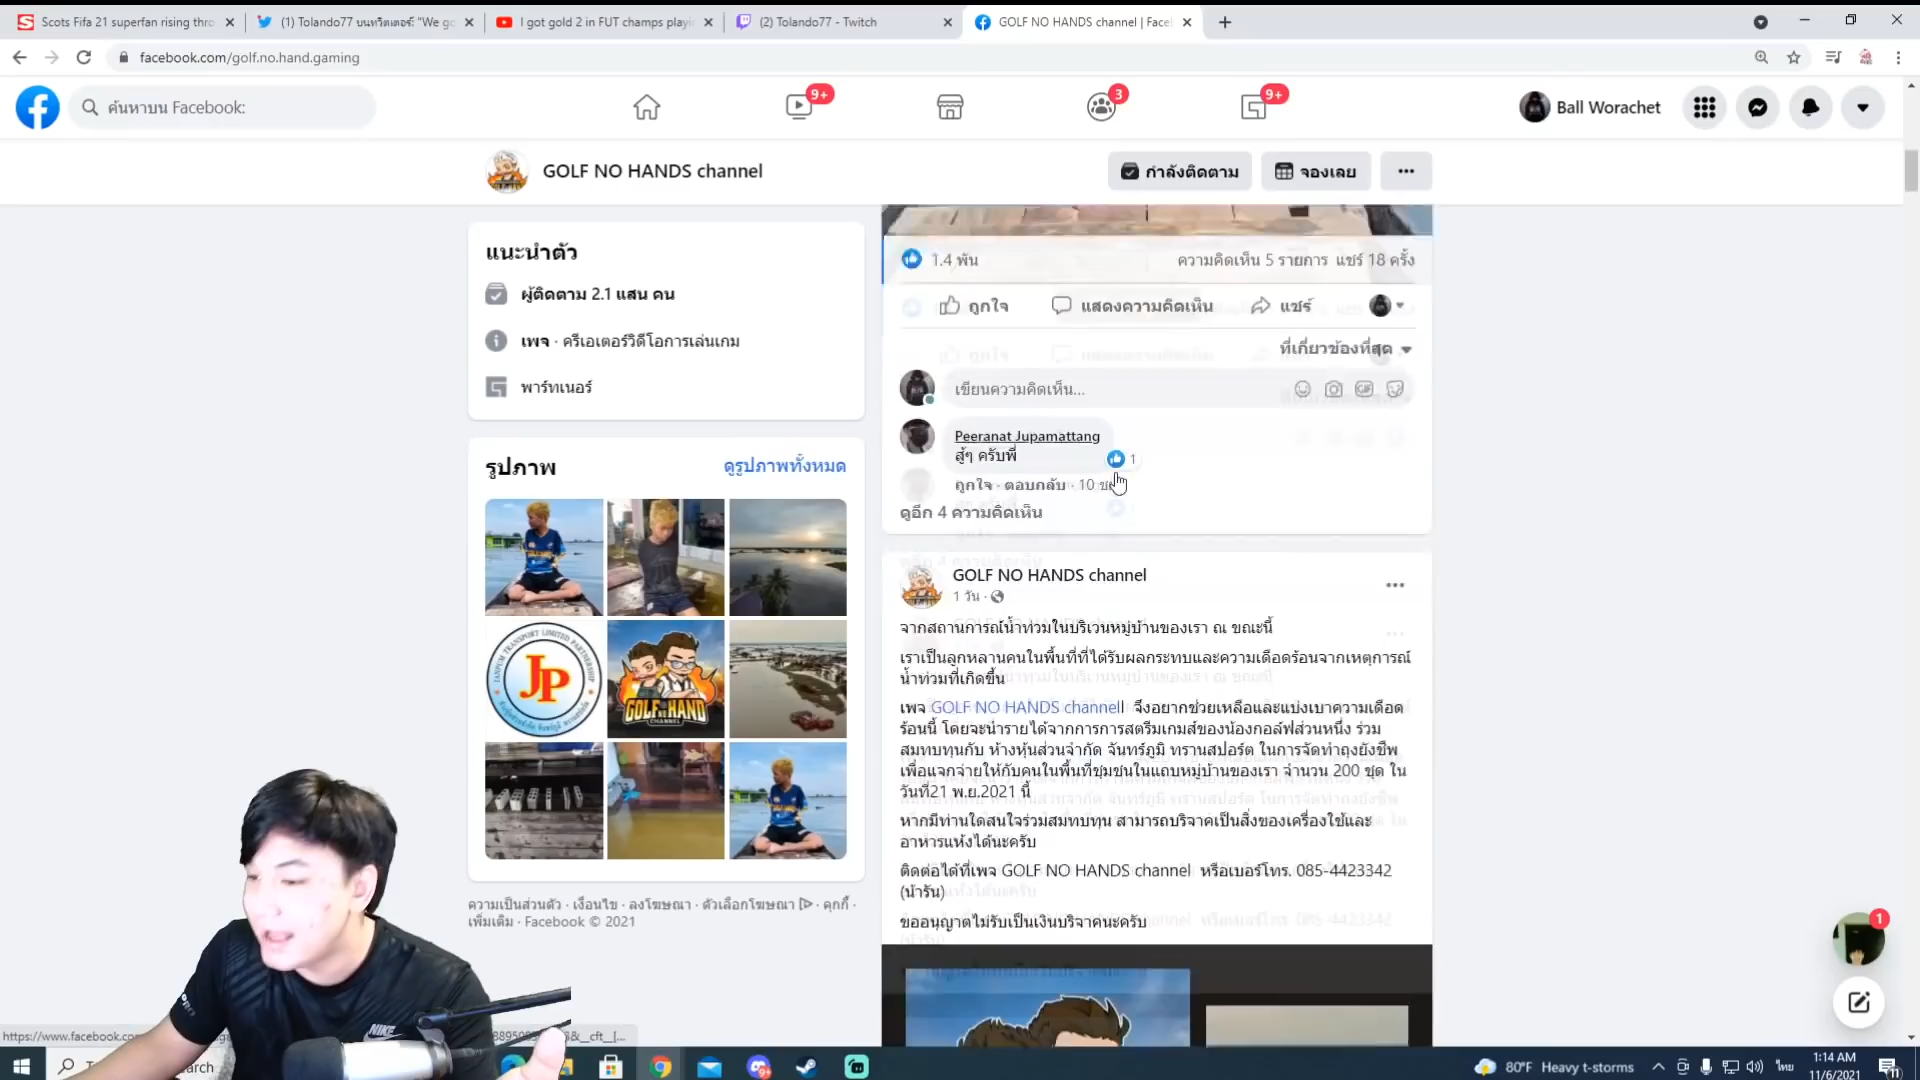 Scots Fifa 21 superfan rising thro
(1) Tolando77 บนทวิตเตอร์: "We go
I got gold 2 in FUT champs playi
(2) Tolando77 - Twitch
GOLF NO HANDS channel | Face
facebook.com/golf.no.hand.gaming
ค้นหาบน Facebook:
9+
3
9+
Ball Worachet
GOLF NO HANDS channel
กำลังติดตาม
จองเลย
แนะนำตัว
ผู้ติดตาม 2.1 แสน คน
เพจ · ครีเอเตอร์วิดีโอการเล่นเกม
พาร์ทเนอร์
รูปภาพ
ดูรูปภาพทั้งหมด
JANPUM TRANSPORT LIMITED PARTNERSHIP
JP
GOLF NO HAND
CHANNEL
ความเป็นส่วนตัว · เงื่อนไข · ลงโฆษณา · ตัวเลือกโฆษณา · คุกกี้ ·
เพิ่มเติม · Facebook © 2021
1.4 พัน
ความคิดเห็น 5 รายการ แชร์ 18 ครั้ง
ถูกใจ
แสดงความคิดเห็น
แชร์
ที่เกี่ยวข้องที่สุด
เขียนความคิดเห็น...
GIF
Peeranat Jupamattang
สู้ๆ ครับพี่
1
ถูกใจ · ตอบกลับ · 10 ชม.
ดูอีก 4 ความคิดเห็น
GOLF NO HANDS channel
1 วัน ·
จากสถานการณ์น้ำท่วมในบริเวนหมู่บ้านของเรา ณ ขณะนี้
เราเป็นลูกหลานคนในพื้นที่ที่ได้รับผลกระทบและความเดือดร้อนจากเหตุการณ์
น้ำท่วมที่เกิดขึ้น
เพจ GOLF NO HANDS channell จึงอยากช่วยเหลือและแบ่งเบาความเดือด
ร้อนนี้ โดยจะนำรายได้จากการการสตรีมเกมส์ของน้องกอล์ฟส่วนหนึ่ง ร่วม
สมทบทุนกับ ห้างหุ้นส่วนจำกัด จันทร์ภูมิ ทรานสปอร์ต ในการจัดทำถุงยังชีพ
เพื่อแจกจ่ายให้กับคนในพื้นที่ชุมชนในแถบหมู่บ้านของเรา จำนวน 200 ชุด ใน
วันที่21 พ.ย.2021 นี้
หากมีท่านใดสนใจร่วมสมทบทุน สามารถบริจาคเป็นสิ่งของเครื่องใช้และ
อาหารแห้งได้นะครับ
ติดต่อได้ที่เพจ GOLF NO HANDS channel หรือเบอร์โทร. 085-4423342
(น้ารัน)
ขออนุญาตไม่รับเป็นเงินบริจาคนะครับ
1
NIKE
https://www.facebook.com
arch
80°F Heavy t-storms
ไทย
1:14 AM
11/6/2021
11